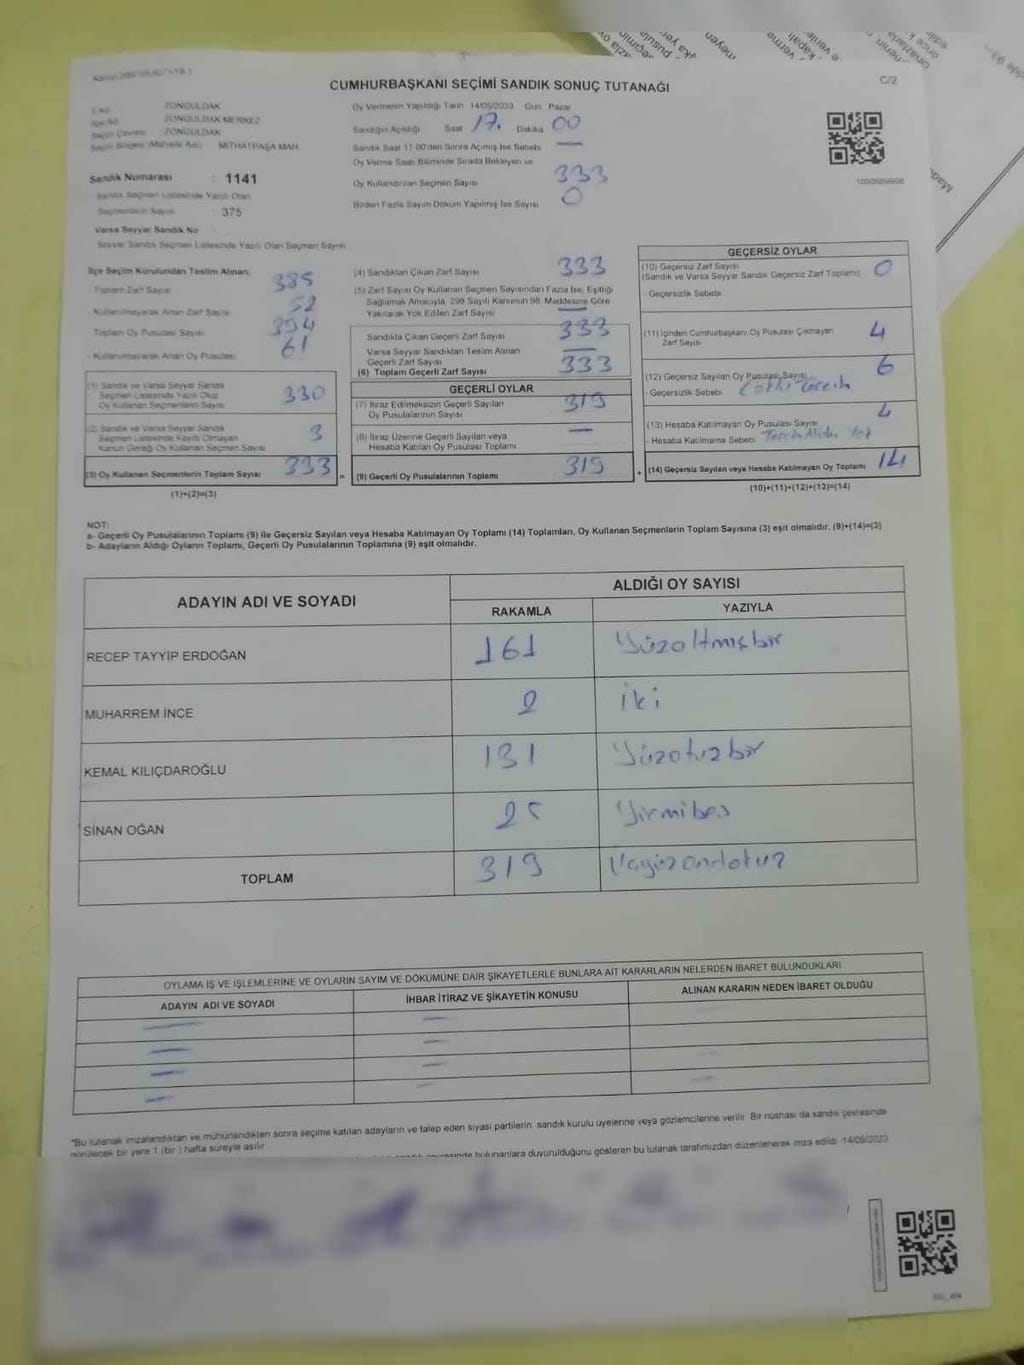 CUMHURBAŞKANI SEÇİMİ SANDIK SONUÇ TUTANAĞI
C/2
ZONGULDAK
ZONGULDAK MERKEZ
ZONGULDAK
MİTHATPAŞA MAH.
Sandık Numarası : 1141
Sandık Seçmen Listesinde Yazılı Olan
Seçmenlerin Sayısı : 375
Varsa Seyyar Sandık No
Seyyar Sandık Seçmen Listesinde Yazılı Olan Seçmen Sayısı
Oy Vermenin Yapıldığı Tarih 14/05/2023 Gün Pazar
Sandığın Açıldığı Saat 17. Dakika 00
Sandık Saat 17:00'den Sonra Açılmış İse Sebebi —
Oy Verme Saati Bitiminde Sırada Bekleyen ve
Oy Kullandırılan Seçmen Sayısı 333
Birden Fazla Sayım Döküm Yapılmış İse Sayısı 0
İlçe Seçim Kurulundan Teslim Alınan;
- Toplam Zarf Sayısı 385
- Kullanılmayarak Artan Zarf Sayısı 52
Toplam Oy Pusulası Sayısı 394
- Kullanılmayarak Artan Oy Pusulası 61
(1) Sandık ve Varsa Seyyar Sandık
Seçmen Listesinde Yazılı Olup
Oy Kullanan Seçmenlerin Sayısı 330
(2) Sandık ve Varsa Seyyar Sandık
Seçmen Listesinde Kayıtlı Olmayan
Kanun Gereği Oy Kullanan Seçmen Sayısı 3
(3) Oy Kullanan Seçmenlerin Toplam Sayısı 333 =
(1)+(2)=(3)
(4) Sandıktan Çıkan Zarf Sayısı 333
(5) Zarf Sayısı Oy Kullanan Seçmen Sayısından Fazla İse, Eşitliği
Sağlamak Amacıyla, 298 Sayılı Kanunun 98. Maddesine Göre
Yakılarak Yok Edilen Zarf Sayısı —
Sandıkta Çıkan Geçerli Zarf Sayısı 333
Varsa Seyyar Sandıktan Teslim Alınan
Geçerli Zarf Sayısı —
(6) Toplam Geçerli Zarf Sayısı 333
GEÇERLİ OYLAR
(7) İtiraz Edilmeksizin Geçerli Sayılan
Oy Pusulalarının Sayısı 319
(8) İtiraz Üzerine Geçerli Sayılan veya
Hesaba Katılan Oy Pusulası Toplamı —
(9) Geçerli Oy Pusulalarının Toplamı 319 +
GEÇERSİZ OYLAR
(10) Geçersiz Zarf Sayısı
(Sandık ve Varsa Seyyar Sandık Geçersiz Zarf Toplamı) 0
- Geçersizlik Sebebi
(11) İçinden Cumhurbaşkanı Oy Pusulası Çıkmayan
Zarf Sayısı 4
(12) Geçersiz Sayılan Oy Pusulası Sayısı 6
- Geçersizlik Sebebi
(13) Hesaba Katılmayan Oy Pusulası Sayısı 4
- Hesaba Katılmama Sebebi
(14) Geçersiz Sayılan veya Hesaba Katılmayan Oy Toplamı 14
(10)+(11)+(12)+(13)=(14)
NOT:
a- Geçerli Oy Pusulalarının Toplamı (9) ile Geçersiz Sayılan veya Hesaba Katılmayan Oy Toplamı (14) Toplamları, Oy Kullanan Seçmenlerin Toplam Sayısına (3) eşit olmalıdır. (9)+(14)=(3)
b- Adayların Aldığı Oyların Toplamı, Geçerli Oy Pusulalarının Toplamına (9) eşit olmalıdır.
ADAYIN ADI VE SOYADI
ALDIĞI OY SAYISI
RAKAMLA YAZIYLA
RECEP TAYYİP ERDOĞAN 161 Yüzaltmışbir
MUHARREM İNCE 2 iki
KEMAL KILIÇDAROĞLU 131 Yüzotuzbir
SİNAN OĞAN 25 Yirmibeş
TOPLAM 319
OYLAMA İŞ VE İŞLEMLERİNE VE OYLARIN SAYIM VE DÖKÜMÜNE DAİR ŞİKAYETLERLE BUNLARA AİT KARARLARIN NELERDEN İBARET BULUNDUKLARI
ADAYIN ADI VE SOYADI İHBAR İTİRAZ VE ŞİKAYETİN KONUSU ALINAN KARARIN NEDEN İBARET OLDUĞU
*Bu tutanak imzalandıktan ve mühürlendikten sonra seçime katılan adayların ve talep eden siyasi partilerin sandık kurulu üyelerine veya gözlemcilerine verilir. Bir nüshası da sandık çevresinde
görülecek bir yere 1 (bir) hafta süreyle asılır.
bulunanlara duyurulduğunu gösteren bu tutanak tarafımızdan düzenlenerek imza edildi. 14/05/2023